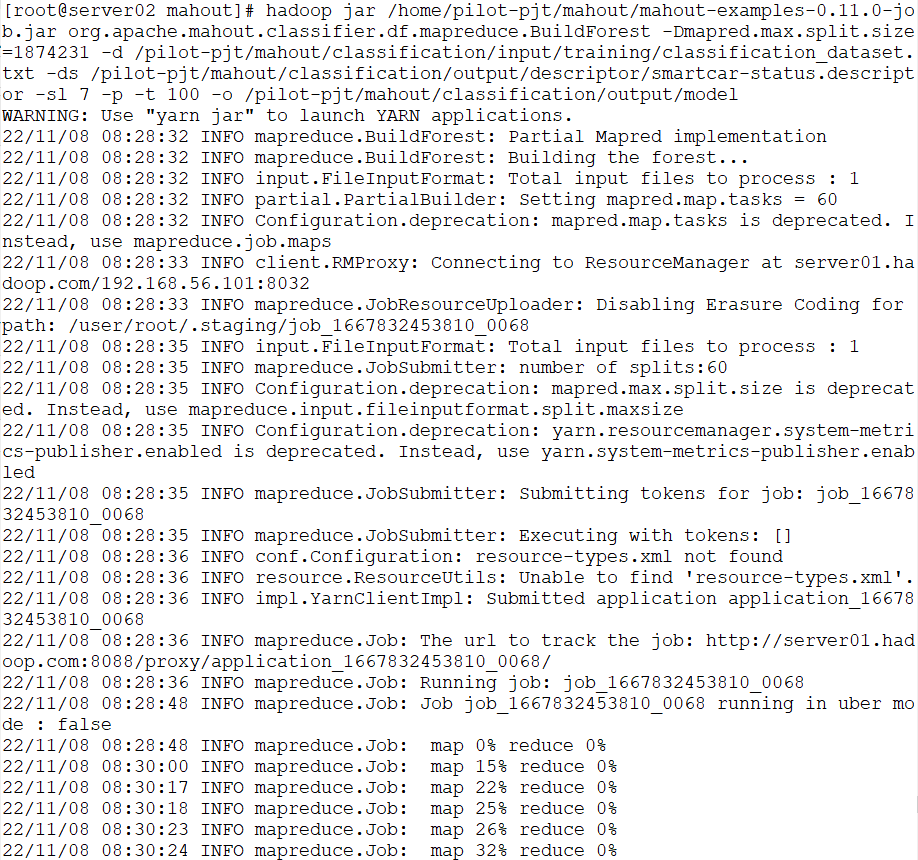 [root@server02 mahout]# hadoop jar /home/pilot-pjt/mahout/mahout-examples-0.11.0-jo
b.jar org.apache.mahout.classifier.df.mapreduce.BuildForest -Dmapred.max.split.size
=1874231 -d /pilot-pjt/mahout/classification/input/training/classification_dataset.
txt -ds /pilot-pjt/mahout/classification/output/descriptor/smartcar-status.descript
or -sl 7 -p -t 100 -o /pilot-pjt/mahout/classification/output/model
WARNING: Use "yarn jar" to launch YARN applications.
22/11/08 08:28:32 INFO mapreduce.BuildForest: Partial Mapred implementation
22/11/08 08:28:32 INFO mapreduce.BuildForest: Building the forest...
22/11/08 08:28:32 INFO input.FileInputFormat: Total input files to process : 1
22/11/08 08:28:32 INFO partial.PartialBuilder: Setting mapred.map.tasks = 60
22/11/08 08:28:32 INFO Configuration.deprecation: mapred.map.tasks is deprecated. I
nstead, use mapreduce.job.maps
22/11/08 08:28:33 INFO client.RMProxy: Connecting to ResourceManager at server01.ha
doop.com/192.168.56.101:8032
22/11/08 08:28:33 INFO mapreduce.JobResourceUploader: Disabling Erasure Coding for
path: /user/root/.staging/job_1667832453810_0068
22/11/08 08:28:35 INFO input.FileInputFormat: Total input files to process : 1
22/11/08 08:28:35 INFO mapreduce.JobSubmitter: number of splits:60
22/11/08 08:28:35 INFO Configuration.deprecation: mapred.max.split.size is deprecat
ed. Instead, use mapreduce.input.fileinputformat.split.maxsize
22/11/08 08:28:35 INFO Configuration.deprecation: yarn.resourcemanager.system-metri
cs-publisher.enabled is deprecated. Instead, use yarn.system-metrics-publisher.enab
led
22/11/08 08:28:35 INFO mapreduce.JobSubmitter: Submitting tokens for job: job_16678
32453810_0068
22/11/08 08:28:35 INFO mapreduce.JobSubmitter: Executing with tokens: []
22/11/08 08:28:36 INFO conf.Configuration: resource-types.xml not found
22/11/08 08:28:36 INFO resource.ResourceUtils: Unable to find 'resource-types.xml'.
22/11/08 08:28:36 INFO impl.YarnClientImpl: Submitted application application_16678
32453810_0068
22/11/08 08:28:36 INFO mapreduce.Job: The url to track the job: http://server01.had
oop.com:8088/proxy/application_1667832453810_0068/
22/11/08 08:28:36 INFO mapreduce.Job: Running job: job_1667832453810_0068
22/11/08 08:28:48 INFO mapreduce.Job: Job job_1667832453810_0068 running in uber mo
de : false
22/11/08 08:28:48 INFO mapreduce.Job:  map 0% reduce 0%
22/11/08 08:30:00 INFO mapreduce.Job:  map 15% reduce 0%
22/11/08 08:30:17 INFO mapreduce.Job:  map 22% reduce 0%
22/11/08 08:30:18 INFO mapreduce.Job:  map 25% reduce 0%
22/11/08 08:30:23 INFO mapreduce.Job:  map 26% reduce 0%
22/11/08 08:30:24 INFO mapreduce.Job:  map 32% reduce 0%